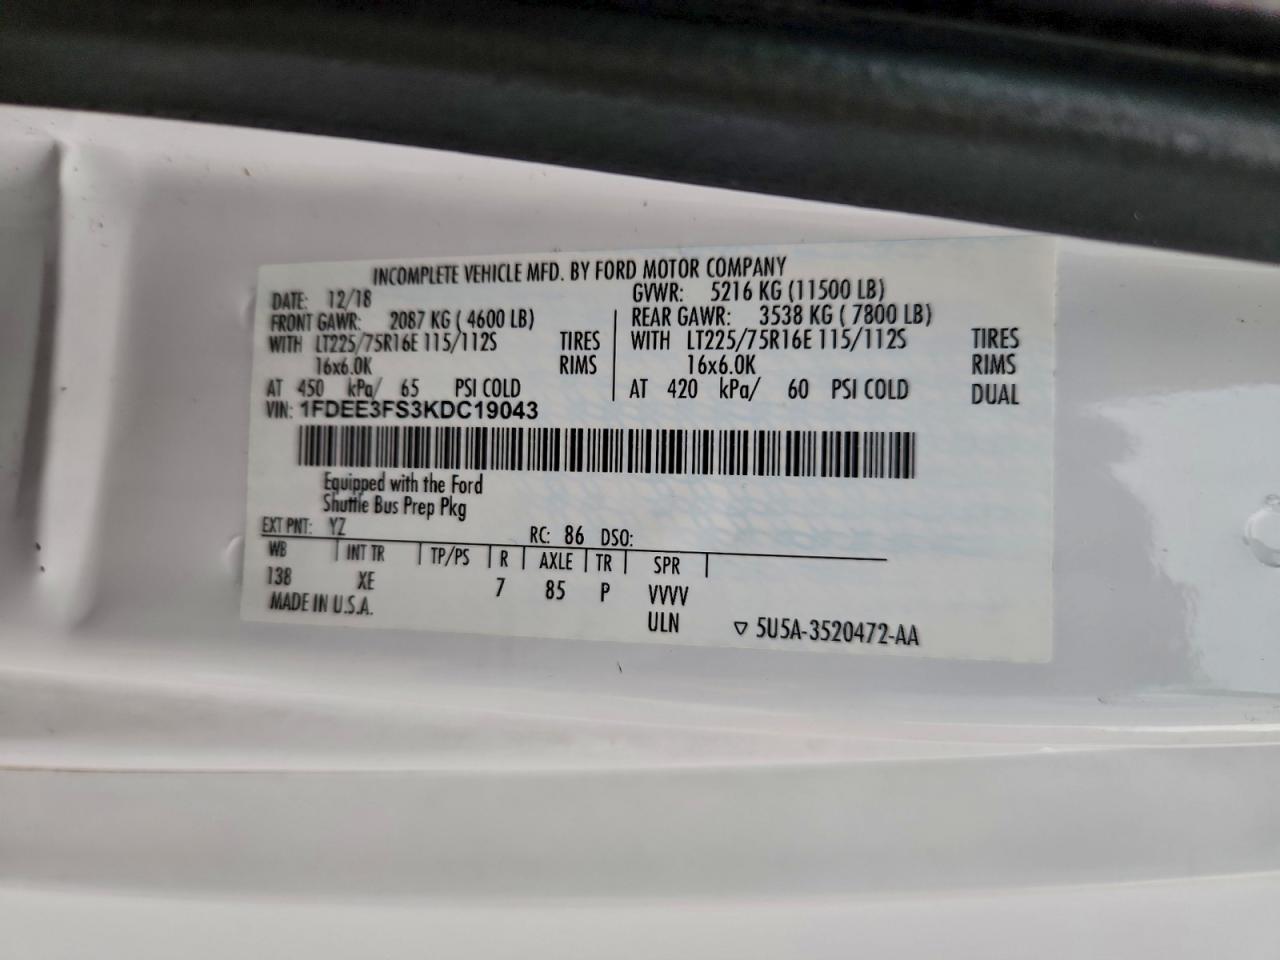 INCOMPLETE VEHICLE MFD. BY FORD MOTOR COMPANY
DATE: 12/18 GVWR: 5216 KG (11500 LB)
FRONT GAWR: 2087 KG ( 4600 LB) REAR GAWR: 3538 KG ( 7800 LB)
WITH LT225/75R16E 115/112S TIRES WITH LT225/75R16E 115/112S TIRES
16x6.0K RIMS 16x6.0K RIMS
AT 450 kPa/ 65 PSI COLD AT 420 kPa/ 60 PSI COLD DUAL
VIN: 1FDEE3FS3KDC19043
Equipped with the Ford
Shuttle Bus Prep Pkg
EXT PNT: YZ RC: 86 DSO:
WB INT TR TP/PS R AXLE TR SPR
138 XE 7 85 P VVVV
MADE IN U.S.A. ULN ▽ 5U5A-3520472-AA